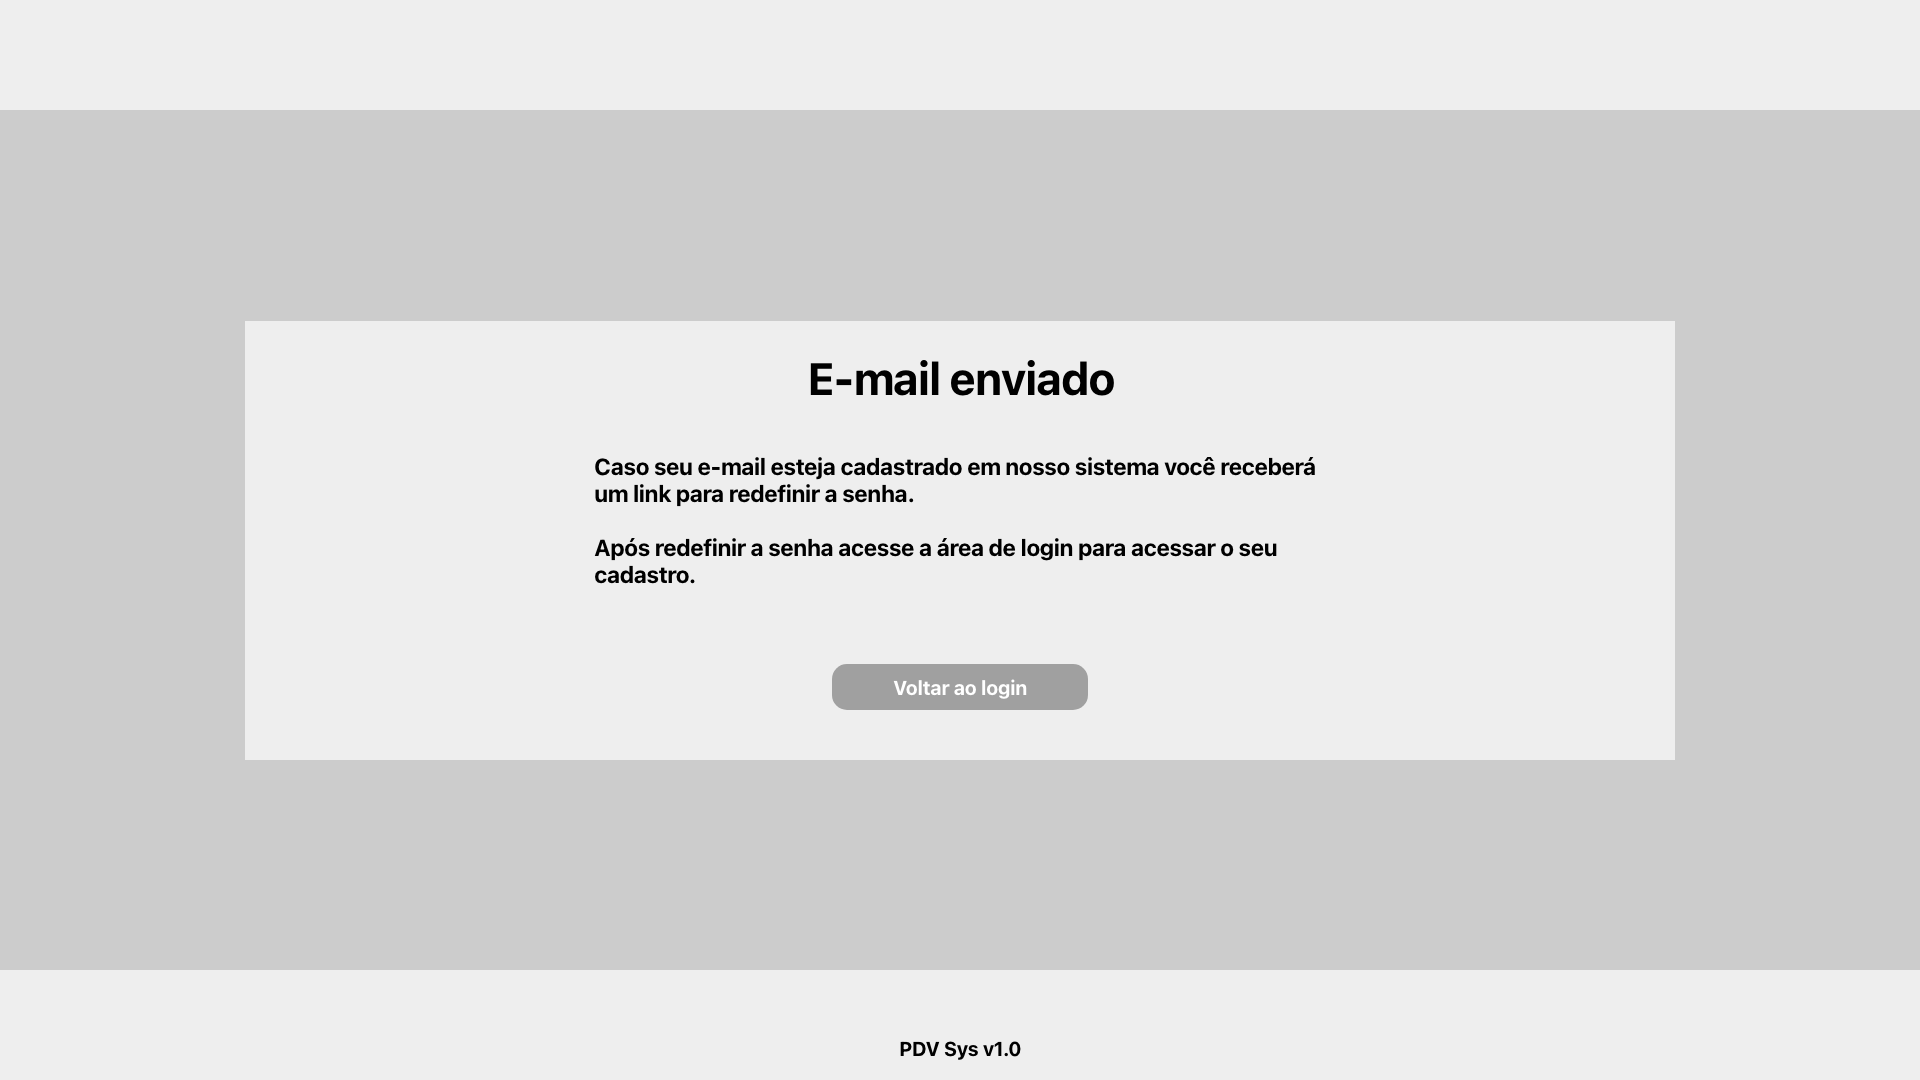 E-mail enviado
Caso seu e-mail esteja cadastrado em nosso sistema você receberá
um link para redefinir a senha.
Após redefinir a senha acesse a área de login para acessar o seu
cadastro.
Voltar ao login
PDV Sys v1.0